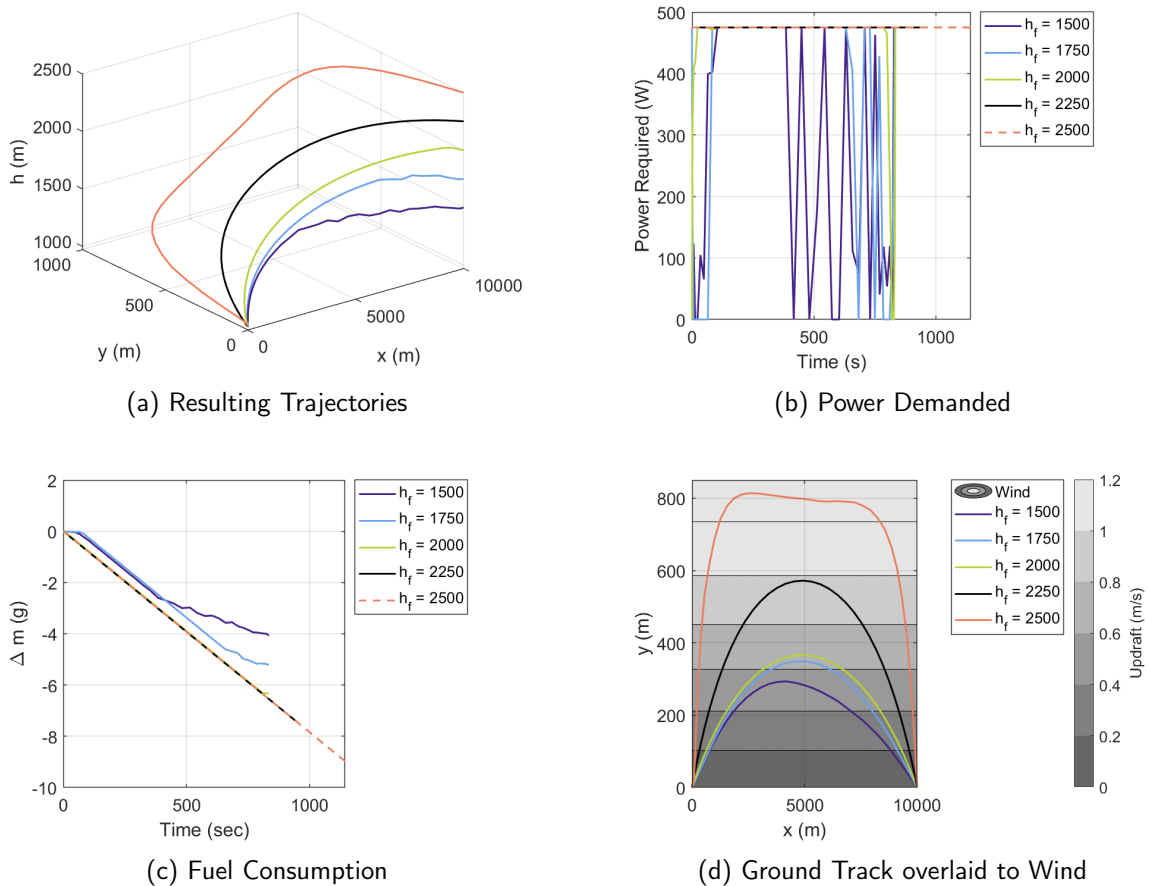 2500
2000
1500
1000
1000
500
0
0
5000
10000
h (m)
y (m)
x (m)
(a) Resulting Trajectories
500
400
300
200
100
0
0
500
1000
Power Required (W)
Time (s)
h_f = 1500
h_f = 1750
h_f = 2000
h_f = 2250
h_f = 2500
(b) Power Demanded
2
0
-2
-4
-6
-8
-10
0
500
1000
Δ m (g)
Time (sec)
h_f = 1500
h_f = 1750
h_f = 2000
h_f = 2250
h_f = 2500
(c) Fuel Consumption
800
600
400
200
0
0
5000
10000
y (m)
x (m)
Wind
h_f = 1500
h_f = 1750
h_f = 2000
h_f = 2250
h_f = 2500
1.2
1
0.8
0.6
0.4
0.2
0
Updraft (m/s)
(d) Ground Track overlaid to Wind